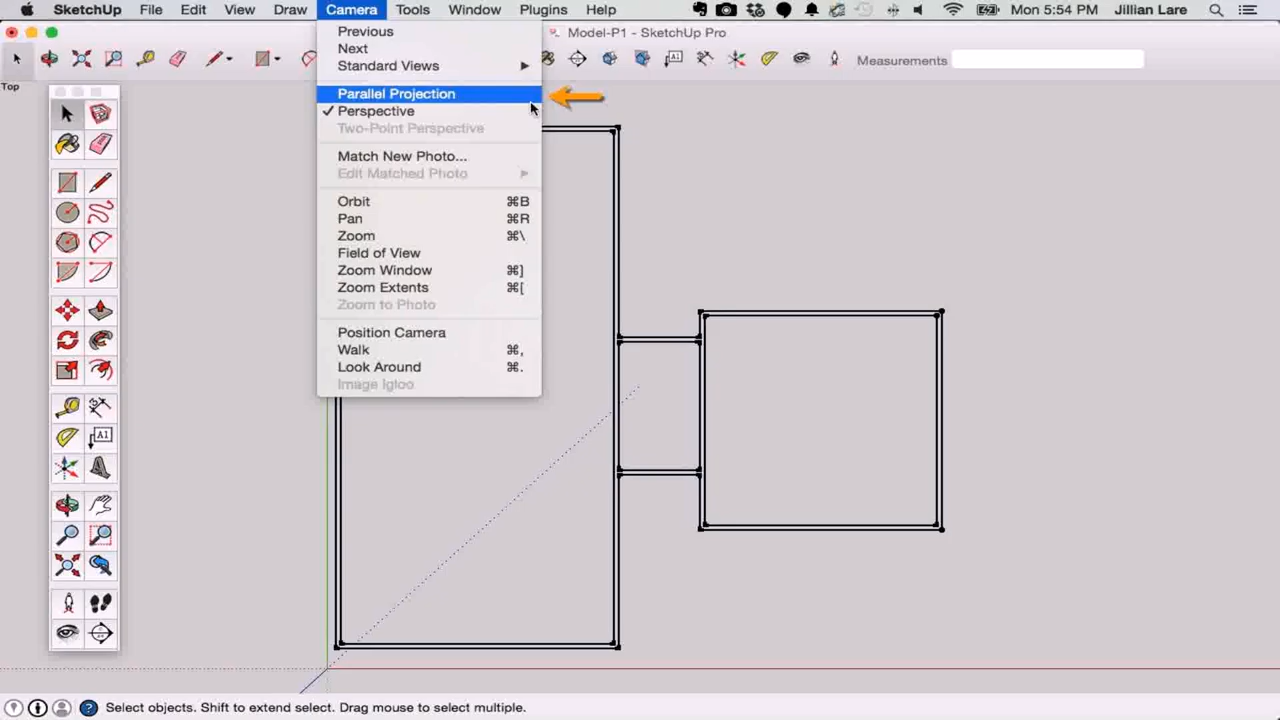 SketchUp File Edit View Draw Camera Tools Window Plugins Help Mon 5:54 PM Jillian Lare
Model-P1 - SketchUp Pro
Measurements
Top
Previous
Next
Standard Views
Parallel Projection
Perspective
Two-Point Perspective
Match New Photo...
Edit Matched Photo
Orbit ⌘B
Pan ⌘R
Zoom ⌘\
Field of View
Zoom Window ⌘]
Zoom Extents ⌘[
Zoom to Photo
Position Camera
Walk ⌘,
Look Around ⌘.
Image Igloo
A1
Select objects. Shift to extend select. Drag mouse to select multiple.